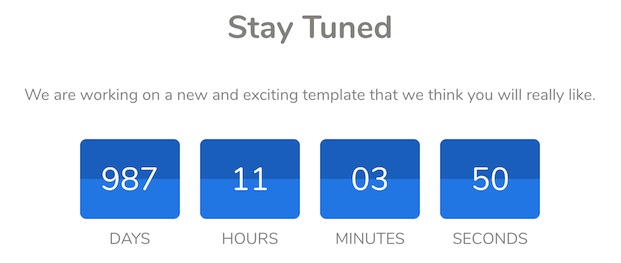 Stay Tuned
We are working on a new and exciting template that we think you will really like.
987 11 03 50
DAYS HOURS MINUTES SECONDS